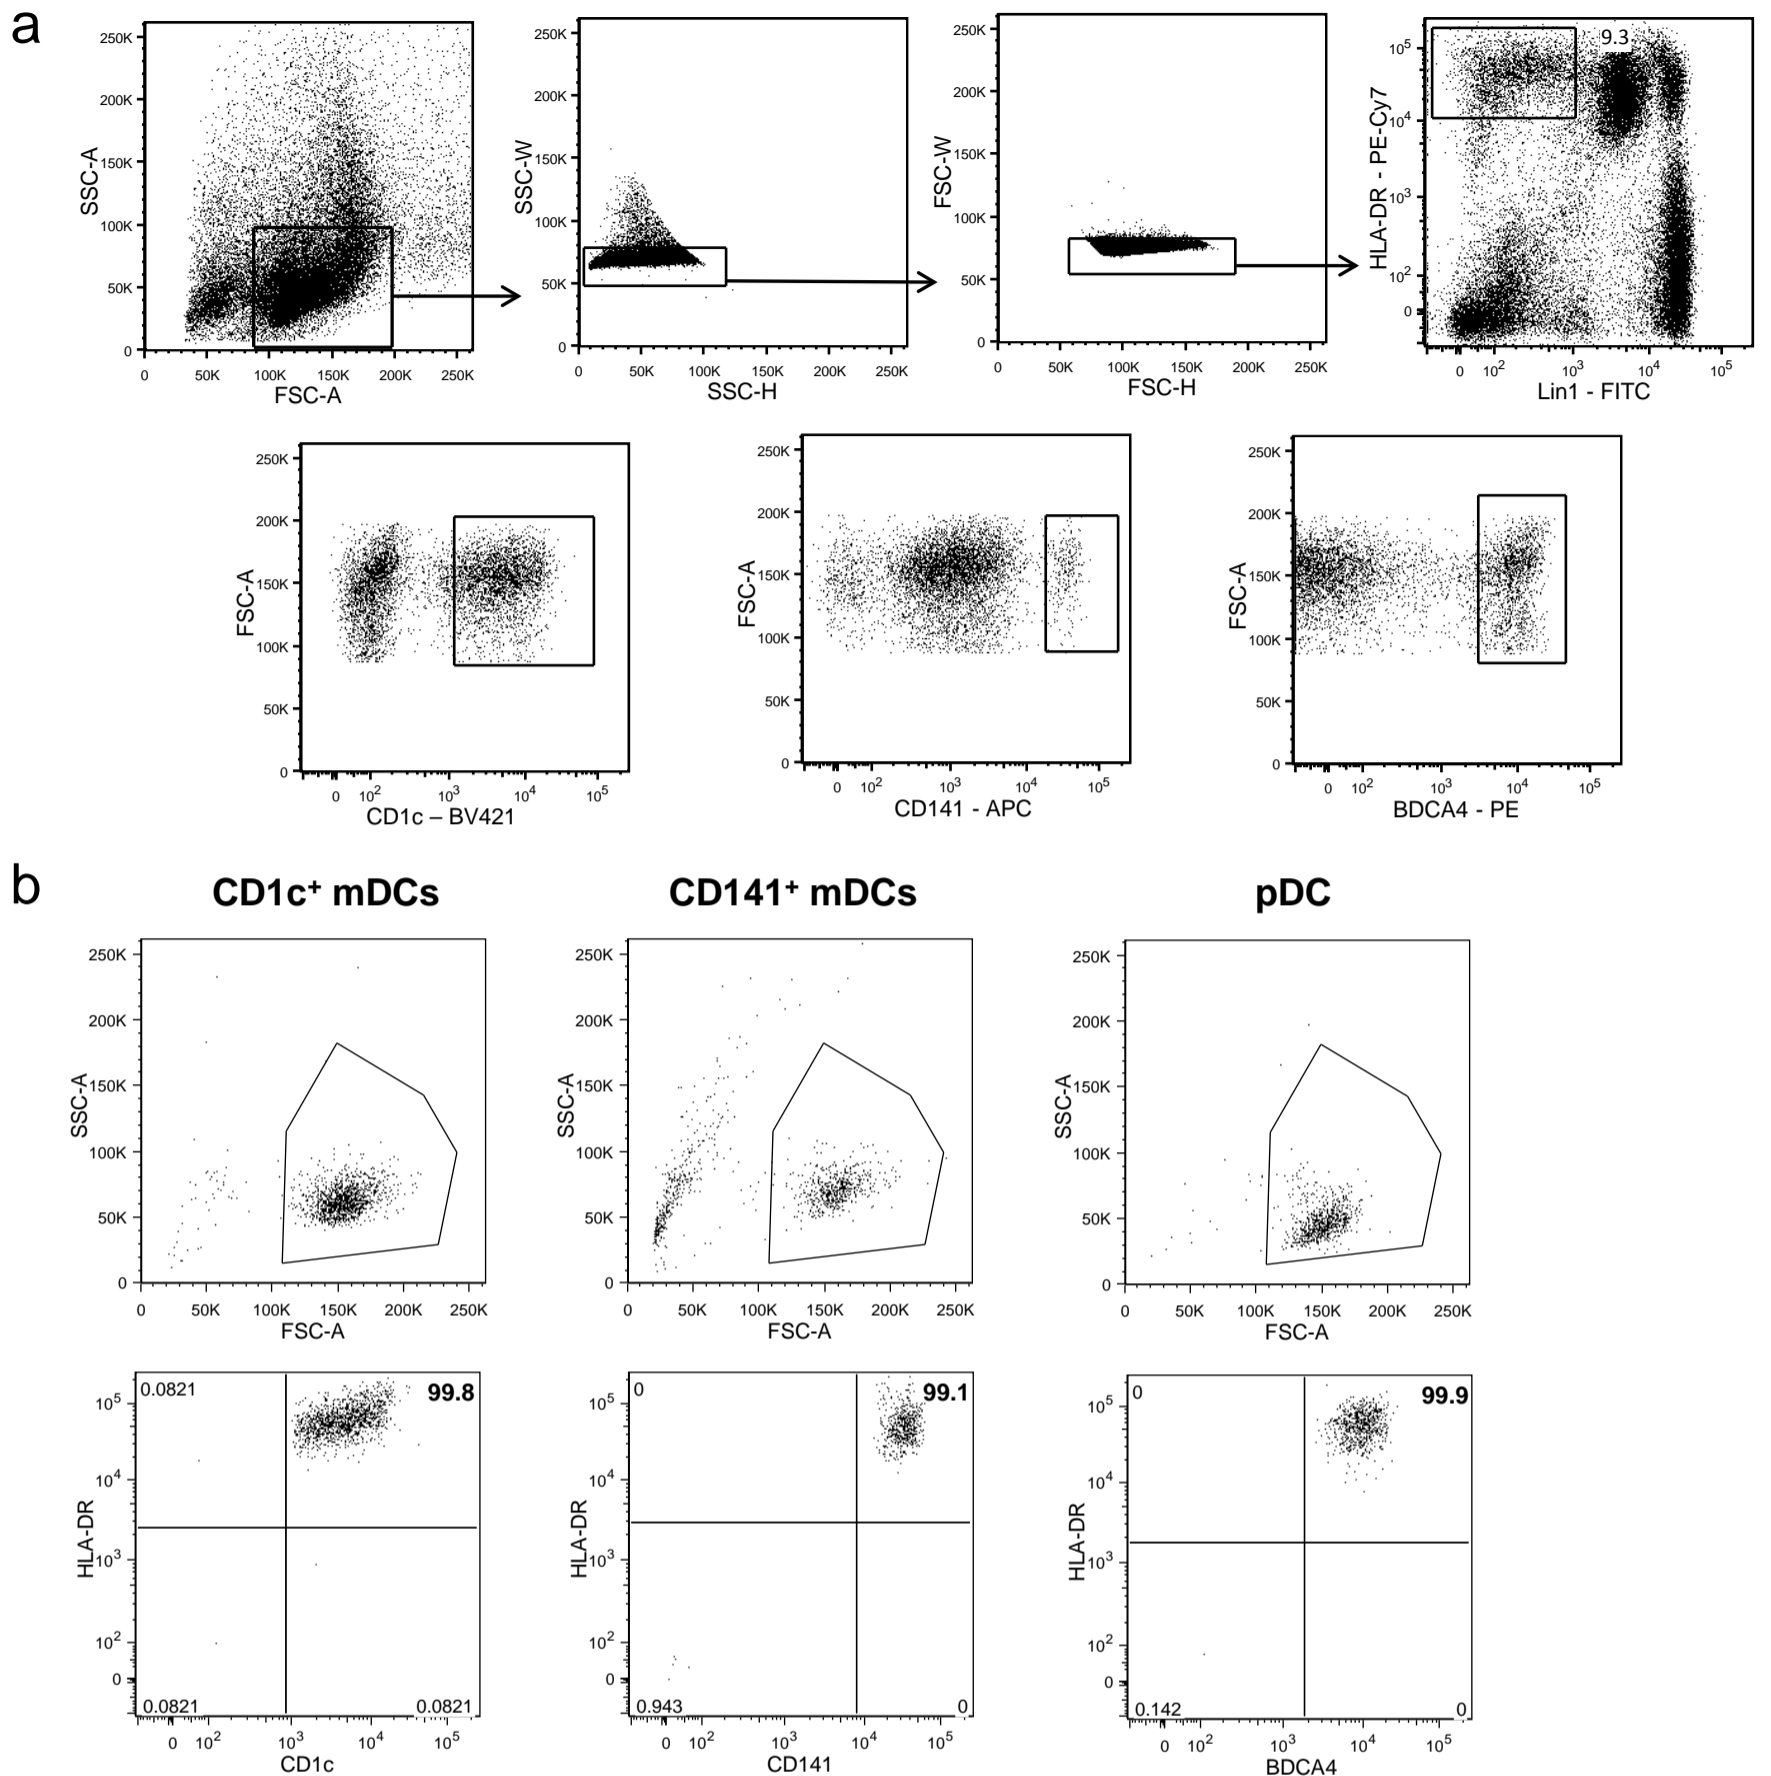 a
250K
200K
150K
100K
50K
0
SSC-A
0 50K 100K 150K 200K 250K
FSC-A
250K
200K
150K
100K
50K
0
SSC-W
0 50K 100K 150K 200K 250K
SSC-H
250K
200K
150K
100K
50K
0
FSC-W
0 50K 100K 150K 200K 250K
FSC-H
9.3
10^5
10^4
10^3
10^2
0
HLA-DR - PE-Cy7
0 10^2 10^3 10^4 10^5
Lin1 - FITC
250K
200K
150K
100K
50K
0
FSC-A
0 10^2 10^3 10^4 10^5
CD1c – BV421
250K
200K
150K
100K
50K
0
FSC-A
0 10^2 10^3 10^4 10^5
CD141 - APC
250K
200K
150K
100K
50K
0
FSC-A
0 10^2 10^3 10^4 10^5
BDCA4 - PE
b
CD1c+ mDCs
CD141+ mDCs
pDC
250K
200K
150K
100K
50K
0
SSC-A
0 50K 100K 150K 200K 250K
FSC-A
250K
200K
150K
100K
50K
0
SSC-A
0 50K 100K 150K 200K 250K
FSC-A
250K
200K
150K
100K
50K
0
SSC-A
0 50K 100K 150K 200K 250K
FSC-A
0.0821
99.8
10^5
10^4
10^3
10^2
0
HLA-DR
0.0821
0.0821
0 10^2 10^3 10^4 10^5
CD1c
0
99.1
10^5
10^4
10^3
10^2
0
HLA-DR
0.943
0
0 10^2 10^3 10^4 10^5
CD141
0
99.9
10^5
10^4
10^3
10^2
0
HLA-DR
0.142
0
0 10^2 10^3 10^4 10^5
BDCA4